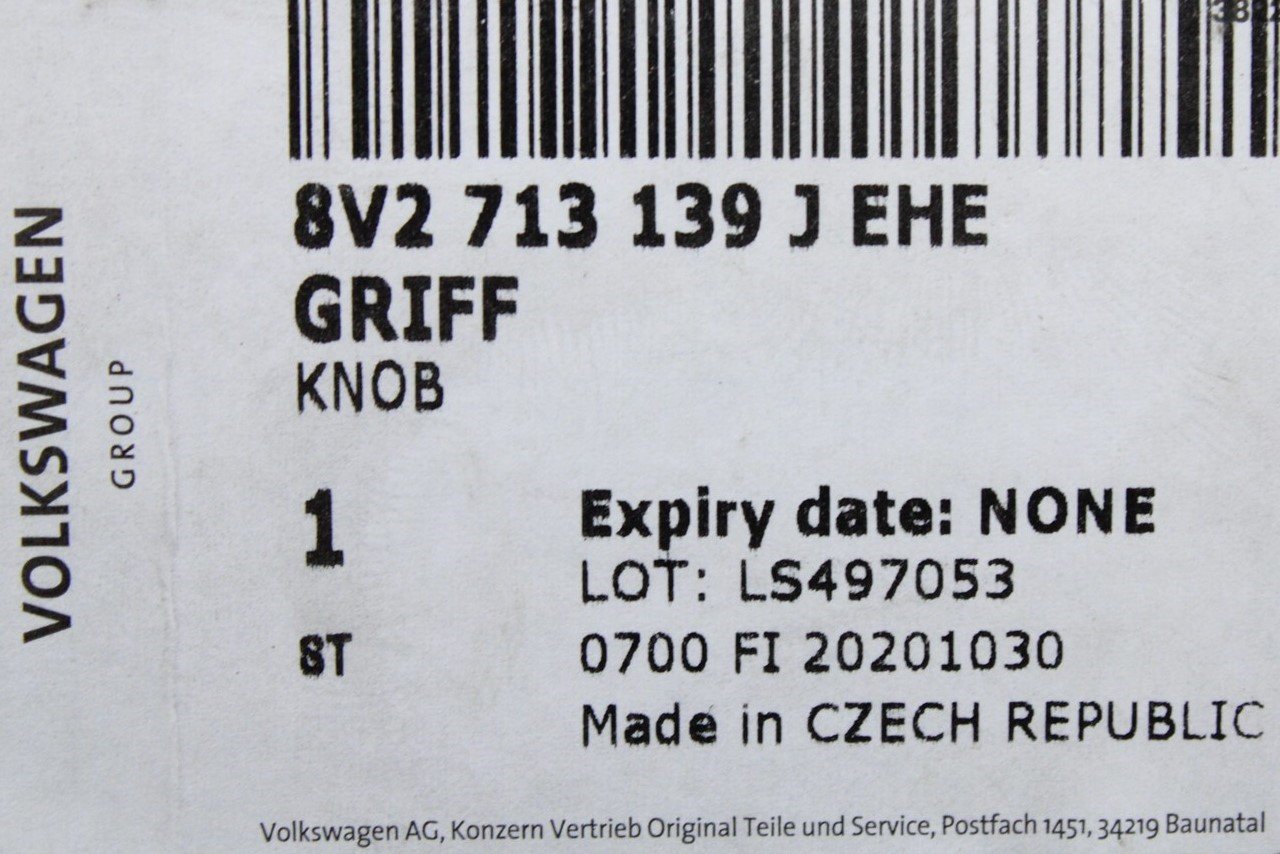 8V2 713 139 J EHE
GRIFF
KNOB
1
ST
Expiry date: NONE
LOT: LS497053
0700 FI 20201030
Made in CZECH REPUBLIC
VOLKSWAGEN
GROUP
Volkswagen AG, Konzern Vertrieb Original Teile und Service, Postfach 1451, 34219 Baunatal